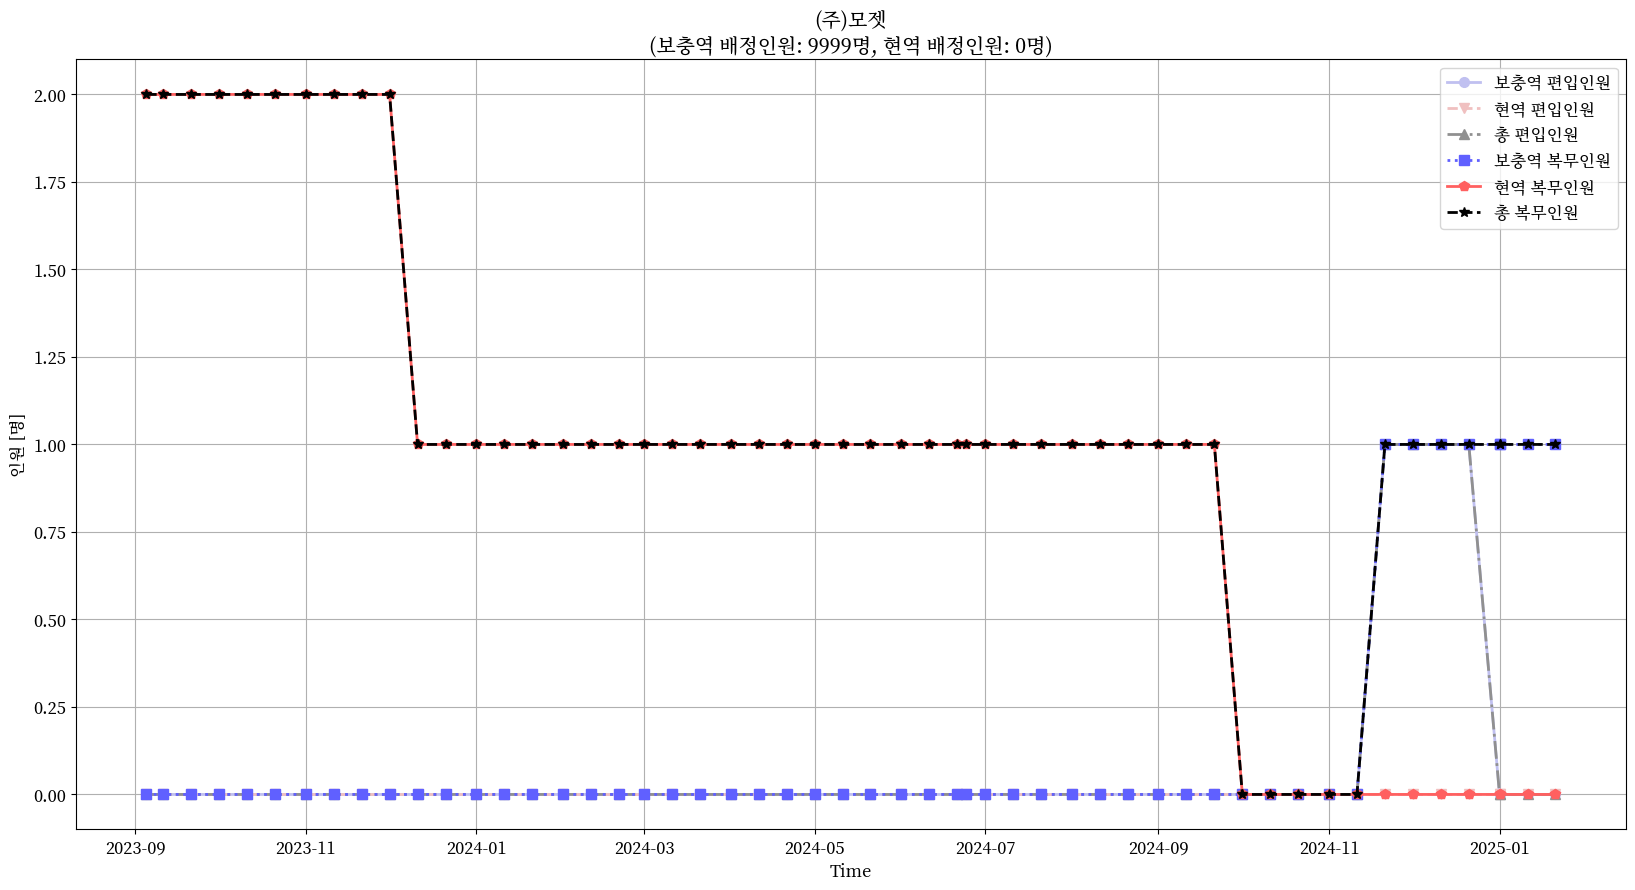 (주)모젯
(보충역 배정인원: 9999명, 현역 배정인원: 0명)
보충역 편입인원
현역 편입인원
총 편입인원
보충역 복무인원
현역 복무인원
총 복무인원
인원 [명]
2.00
1.75
1.50
1.25
1.00
0.75
0.50
0.25
0.00
2023-09
2023-11
2024-01
2024-03
2024-05
2024-07
2024-09
2024-11
2025-01
Time